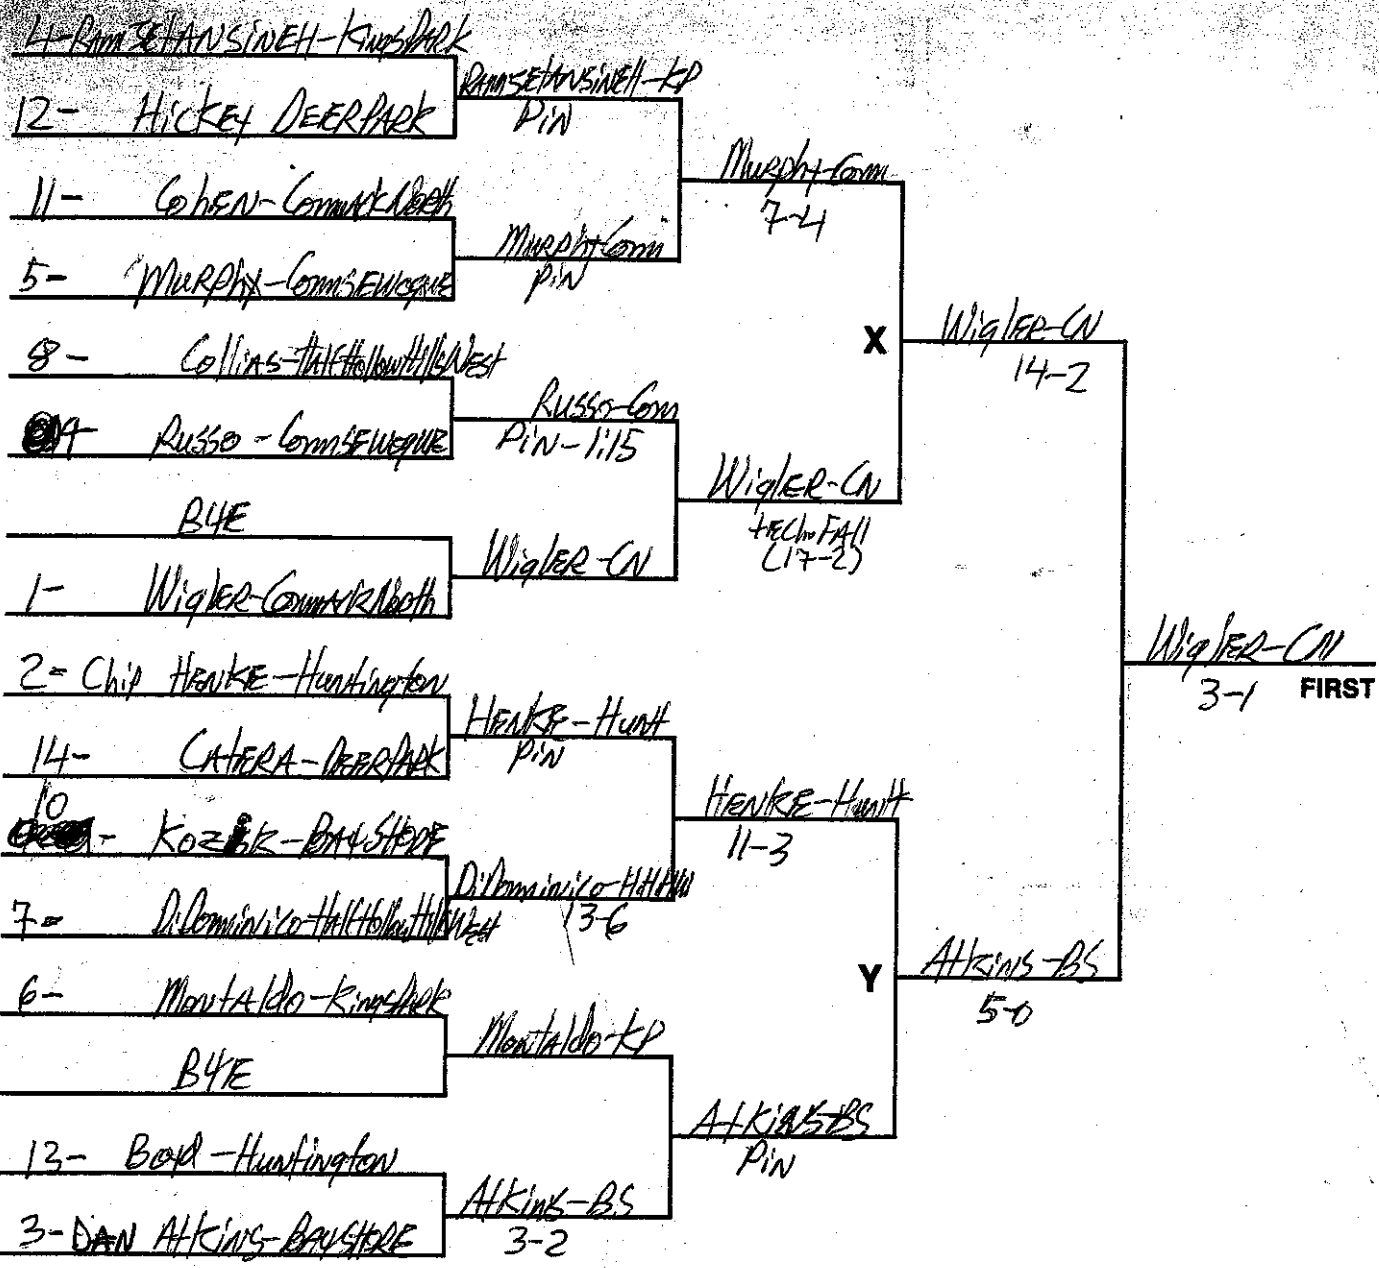 4-RAMSETANSINEH-KingsPARK
RAMSETANSINEH-KP
12- HICKEY DEERPARK
PiN
Murphy-Comm
11- COhEN-CommackNorth
7-4
MURPhy-Comm
5- MURPhy-COMMSEWOGUE
PiN
Wigler-CN
X
8- Collins-HalfHollowHillsWest
14-2
Russo-Com
9- Russo-COMMSEWOGUE
PiN-1:15
Wigler-CN
BYE
tech. FAll
(17-2)
Wigler-CN
1- Wigler-CommackNorth
Wigler-CN
2- Chip HENKE-Huntington
3-1 FIRST
HENKE-Hunt
14- CATERA-DEERPARK
PiN
10
HENKE-Hunt
- KOZIK-BAYSHORE
11-3
DiDominico-HHHW
7- DiDominico-HalfHollowHillsWest
13-6
Atkins-BS
Y
6- Montaldo-KingsPark
5-0
Montaldo-KP
BYE
ATKINS-BS
13- Boyd-Huntington
PiN
Atkins-BS
3-DAN AtKiNS-BAYSHORE
3-2